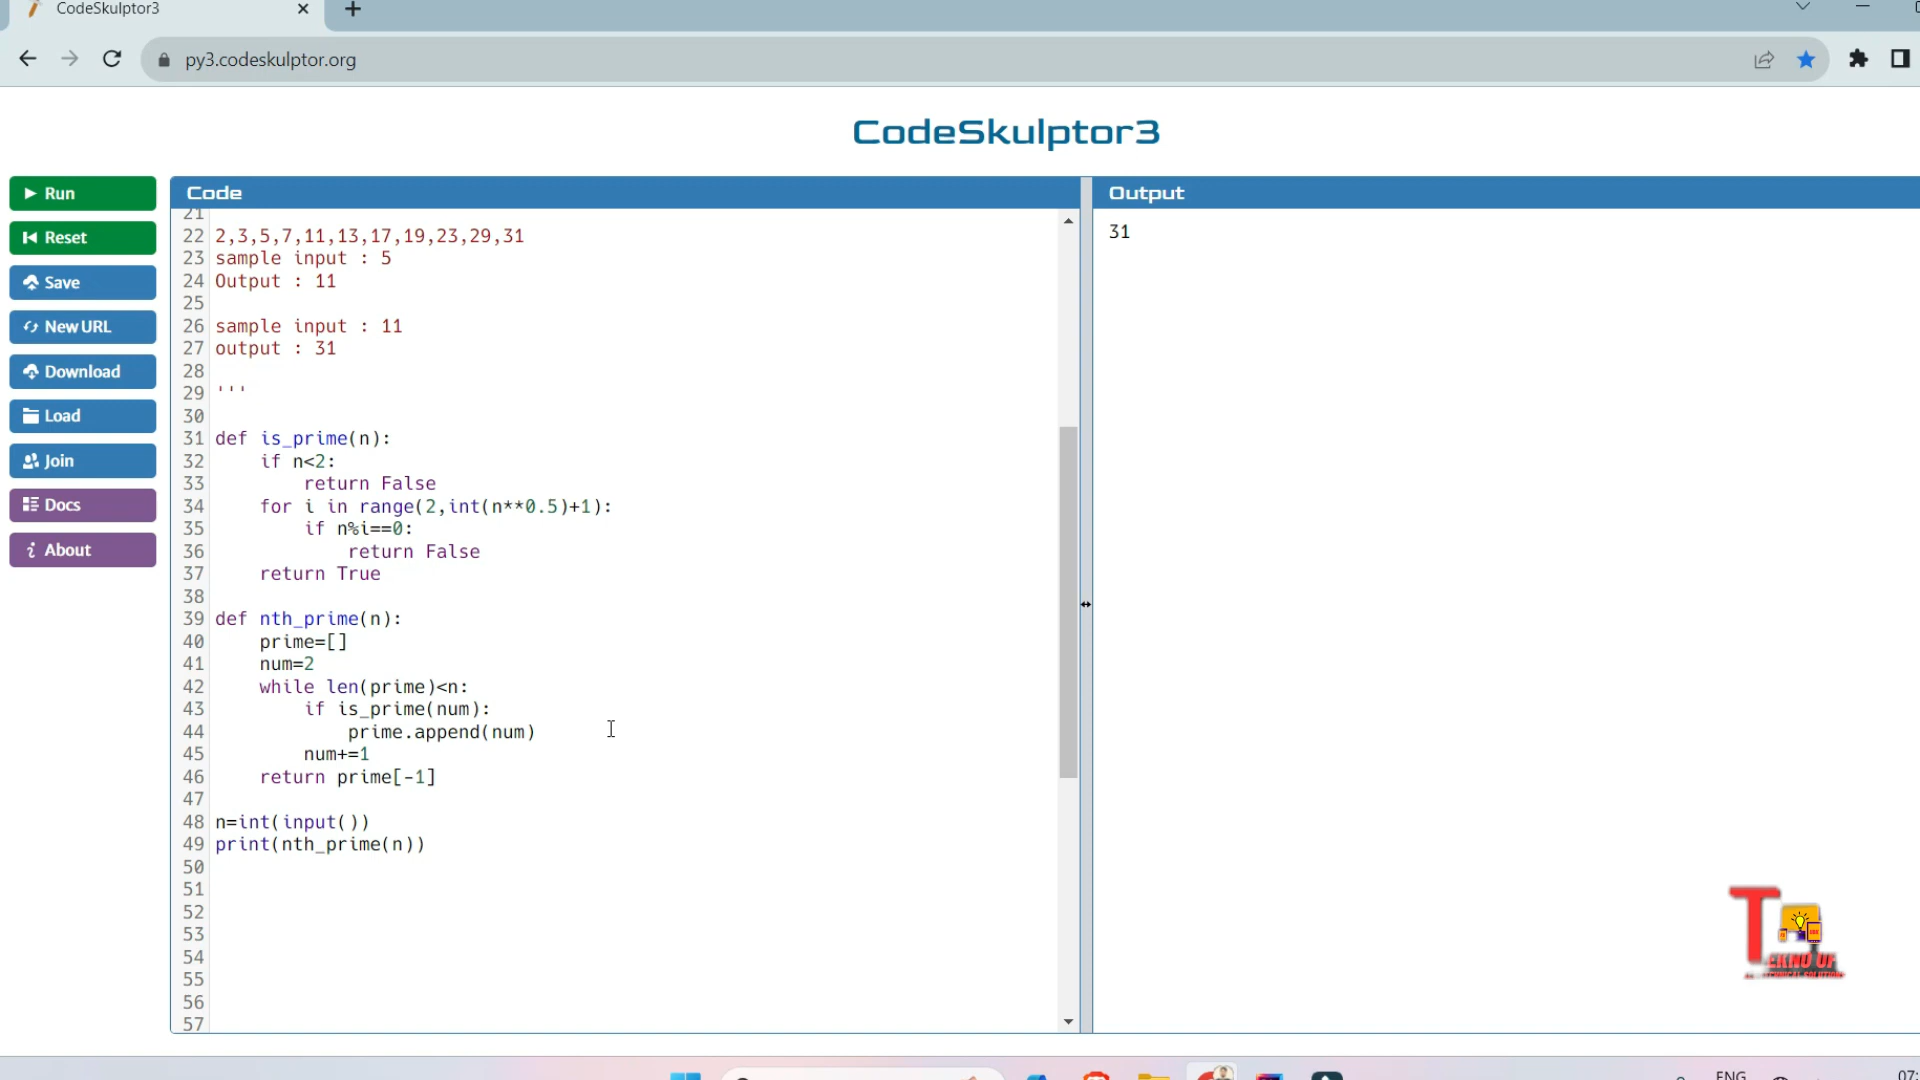 CodeSkulptor3
py3.codeskulptor.org
CodeSkulptor3
Run
Reset
Save
New URL
Download
Load
Join
Docs
About
Code
21
22 2,3,5,7,11,13,17,19,23,29,31
23 sample input : 5
24 Output : 11
25
26 sample input : 11
27 output : 31
28
29 '''
30
31 def is_prime(n):
32     if n<2:
33         return False
34     for i in range(2,int(n**0.5)+1):
35         if n%i==0:
36             return False
37     return True
38
39 def nth_prime(n):
40     prime=[]
41     num=2
42     while len(prime)<n:
43         if is_prime(num):
44             prime.append(num)
45         num+=1
46     return prime[-1]
47
48 n=int(input())
49 print(nth_prime(n))
50
51
52
53
54
55
56
57
Output
31
ENG
07: